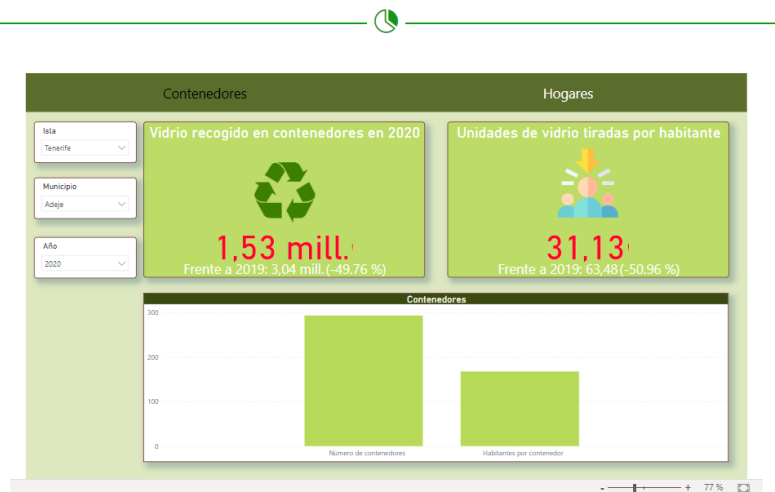 Contenedores
Hogares
Isla
Tenerife
Municipio
Adeje
Año
2020
Vidrio recogido en contenedores en 2020
1,53 mill.
Frente a 2019: 3,04 mill. (-49.76 %)
Unidades de vidrio tiradas por habitante
31,13
Frente a 2019: 63,48 (-50.96 %)
Contenedores
300
200
100
0
Número de contenedores
Habitantes por contenedor
- + 77 %